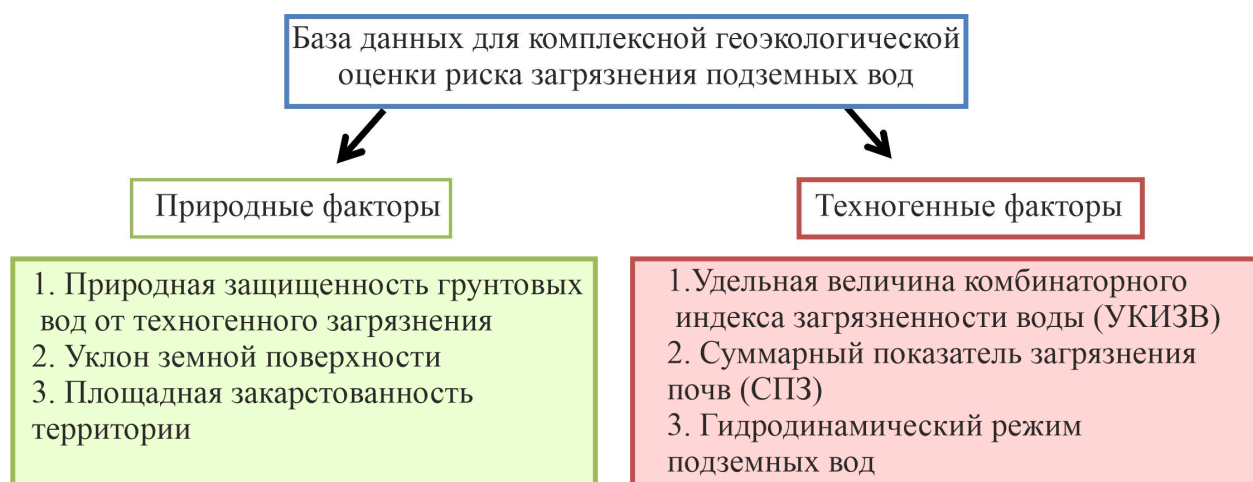 База данных для комплексной геоэкологической
оценки риска загрязнения подземных вод
Природные факторы
Техногенные факторы
1. Природная защищенность грунтовых
вод от техногенного загрязнения
2. Уклон земной поверхности
3. Площадная закарстованность
территории
1.Удельная величина комбинаторного
индекса загрязненности воды (УКИЗВ)
2. Суммарный показатель загрязнения
почв (СПЗ)
3. Гидродинамический режим
подземных вод